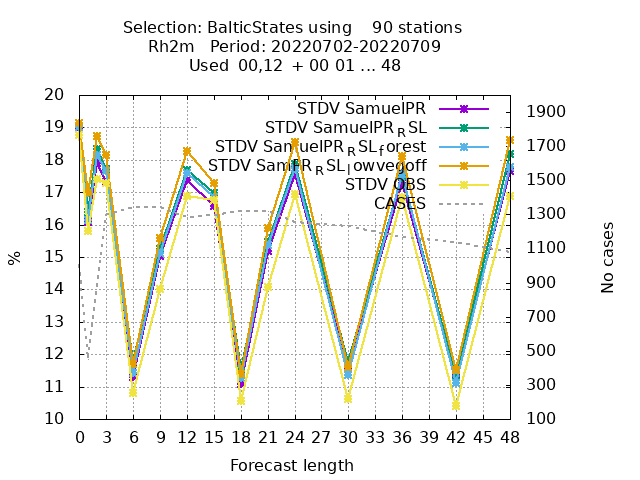 Selection: BalticStates using    90 stations
Rh2m   Period: 20220702-20220709
Used  00,12  + 00 01 ... 48
STDV SamuelPR
STDV SamuelPR_RSL
STDV SamuelPR_RSL_forest
STDV SamPR_RSL_lowvegoff
STDV OBS
CASES
20
19
18
17
16
15
14
13
12
11
10
%
1900
1700
1500
1300
1100
900
700
500
300
100
No cases
0 3 6 9 12 15 18 21 24 27 30 33 36 39 42 45 48
Forecast length